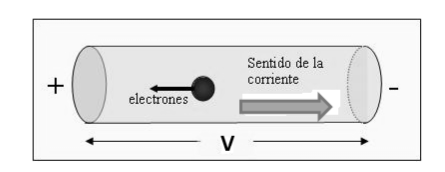 Sentido de la
corriente
+
electrones
-
V